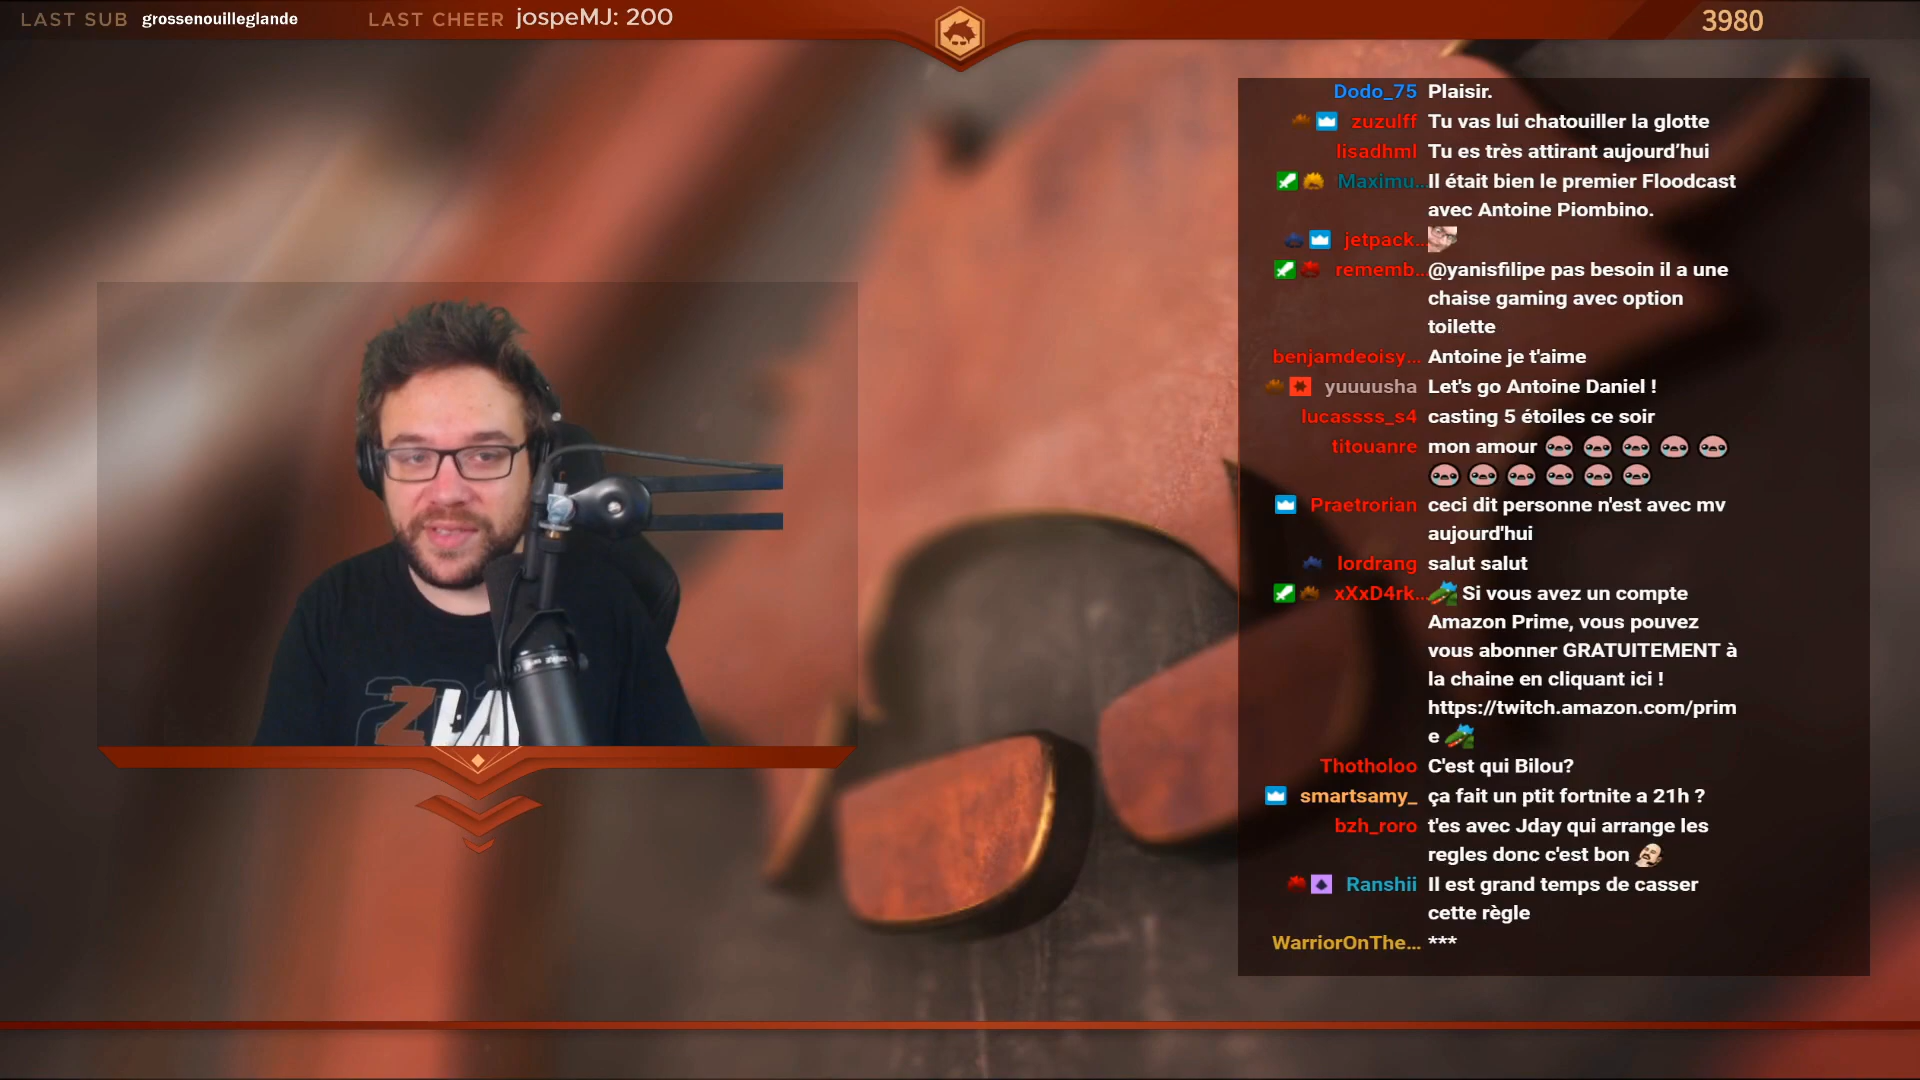 LAST SUB grossenouilleglande LAST CHEER jospeMJ: 200 3980
Dodo_75 Plaisir.
zuzulff Tu vas lui chatouiller la glotte
lisadhml Tu es très attirant aujourd'hui
Maximu... Il était bien le premier Floodcast
avec Antoine Piombino.
jetpack...
rememb... @yanisfilipe pas besoin il a une
chaise gaming avec option
toilette
benjamdeoisy... Antoine je t'aime
yuuuusha Let's go Antoine Daniel !
lucassss_s4 casting 5 étoiles ce soir
titouanre mon amour
Praetrorian ceci dit personne n'est avec mv
aujourd'hui
lordrang salut salut
xXxD4rk... Si vous avez un compte
Amazon Prime, vous pouvez
vous abonner GRATUITEMENT à
la chaine en cliquant ici !
https://twitch.amazon.com/prim
e
Thotholoo C'est qui Bilou?
smartsamy_ ça fait un ptit fortnite a 21h ?
bzh_roro t'es avec Jday qui arrange les
regles donc c'est bon
Ranshii Il est grand temps de casser
cette règle
WarriorOnThe... ***